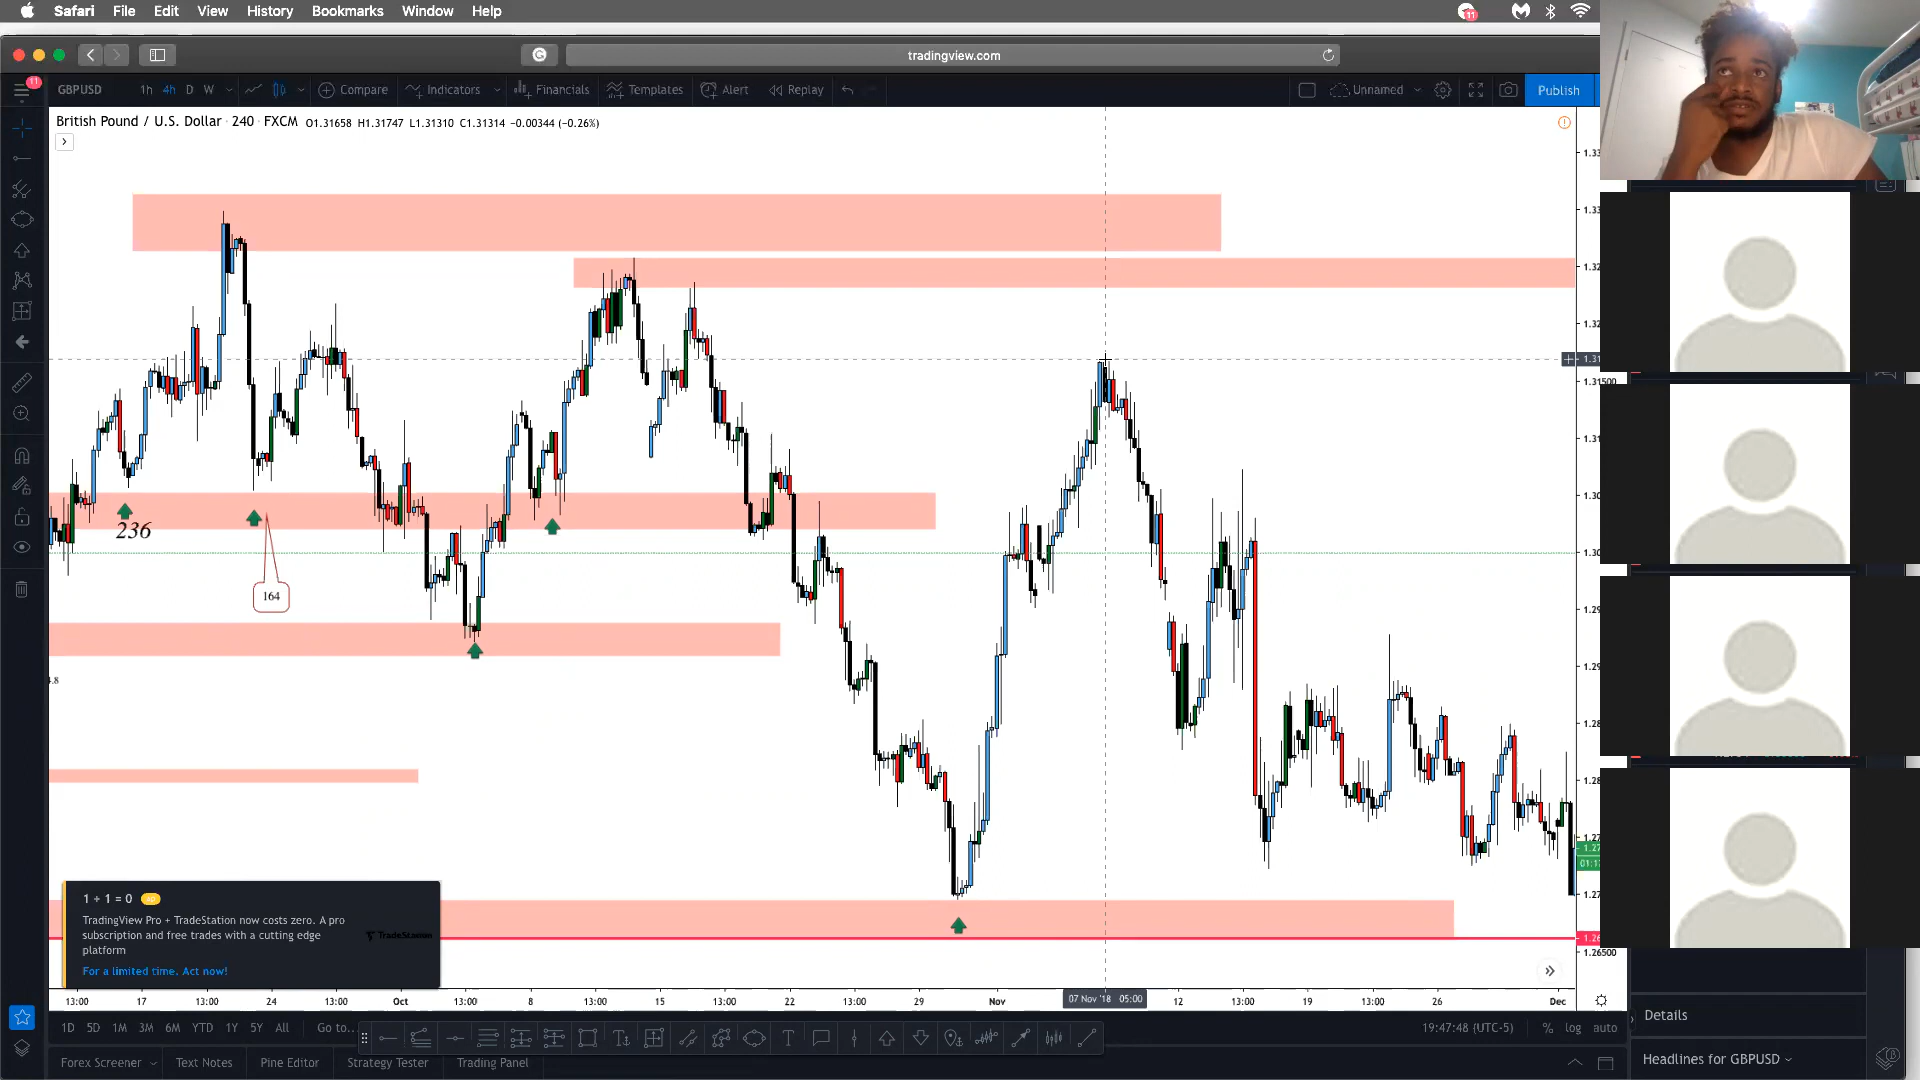 Safari File Edit View History Bookmarks Window Help
11
tradingview.com
11
GBPUSD 1h 4h D W Compare Indicators Financials Templates Alert Replay Unnamed Publish
British Pound / U.S. Dollar · 240 · FXCM O1.31658 H1.31747 L1.31310 C1.31314 −0.00344 (−0.26%)
1.31500
236
164
1 + 1 = 0
TradingView Pro + TradeStation now costs zero. A pro
subscription and free trades with a cutting edge
platform
TradeStation
For a limited time. Act now!
1.26500
13:00 17 13:00 24 13:00 Oct 13:00 8 13:00 15 13:00 22 13:00 29 Nov 07 Nov '18 05:00 12 13:00 19 13:00 26 Dec
1D 5D 1M 3M 6M YTD 1Y 5Y All Go to... 19:47:48 (UTC-5) % log auto
Details
Forex Screener Text Notes Pine Editor Strategy Tester Trading Panel
Headlines for GBPUSD